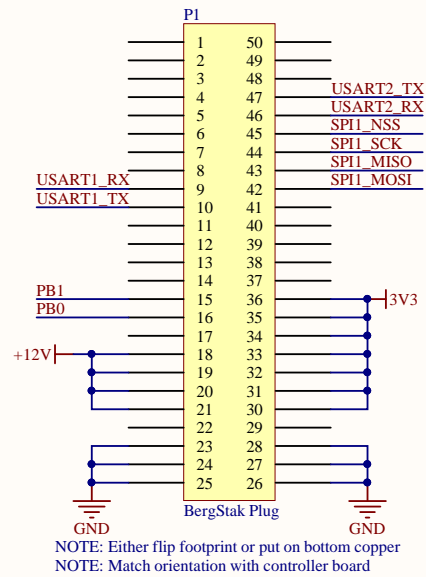 P1
1 50
2 49
3 48
4 47 USART2_TX
5 46 USART2_RX
6 45 SPI1_NSS
7 44 SPI1_SCK
8 43 SPI1_MISO
USART1_RX 9 42 SPI1_MOSI
USART1_TX 10 41
11 40
12 39
13 38
14 37
PB1 15 36 3V3
PB0 16 35
17 34
+12V 18 33
19 32
20 31
21 30
22 29
23 28
24 27
25 26
BergStak Plug
GND GND
NOTE: Either flip footprint or put on bottom copper
NOTE: Match orientation with controller board